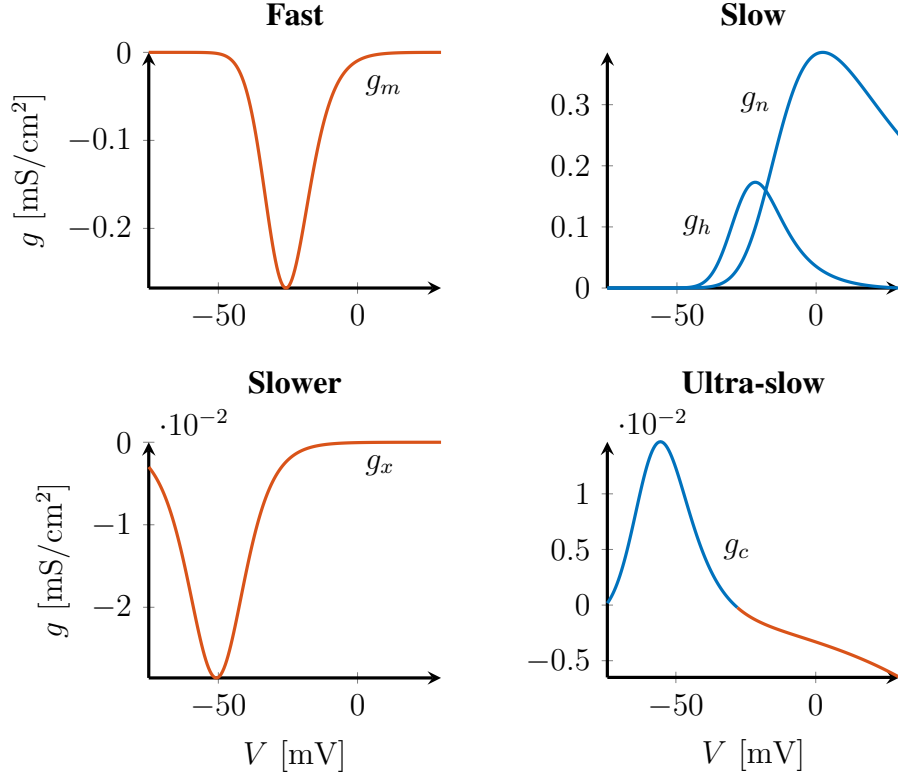 Fast
0
−0.1
−0.2
g [mS/cm²]
g_m
−50
0
Slow
0.3
0.2
0.1
0
g_n
g_h
−50
0
Slower
·10⁻²
0
−1
−2
g [mS/cm²]
g_x
−50
0
V [mV]
Ultra-slow
·10⁻²
1
0.5
0
−0.5
g_c
−50
0
V [mV]